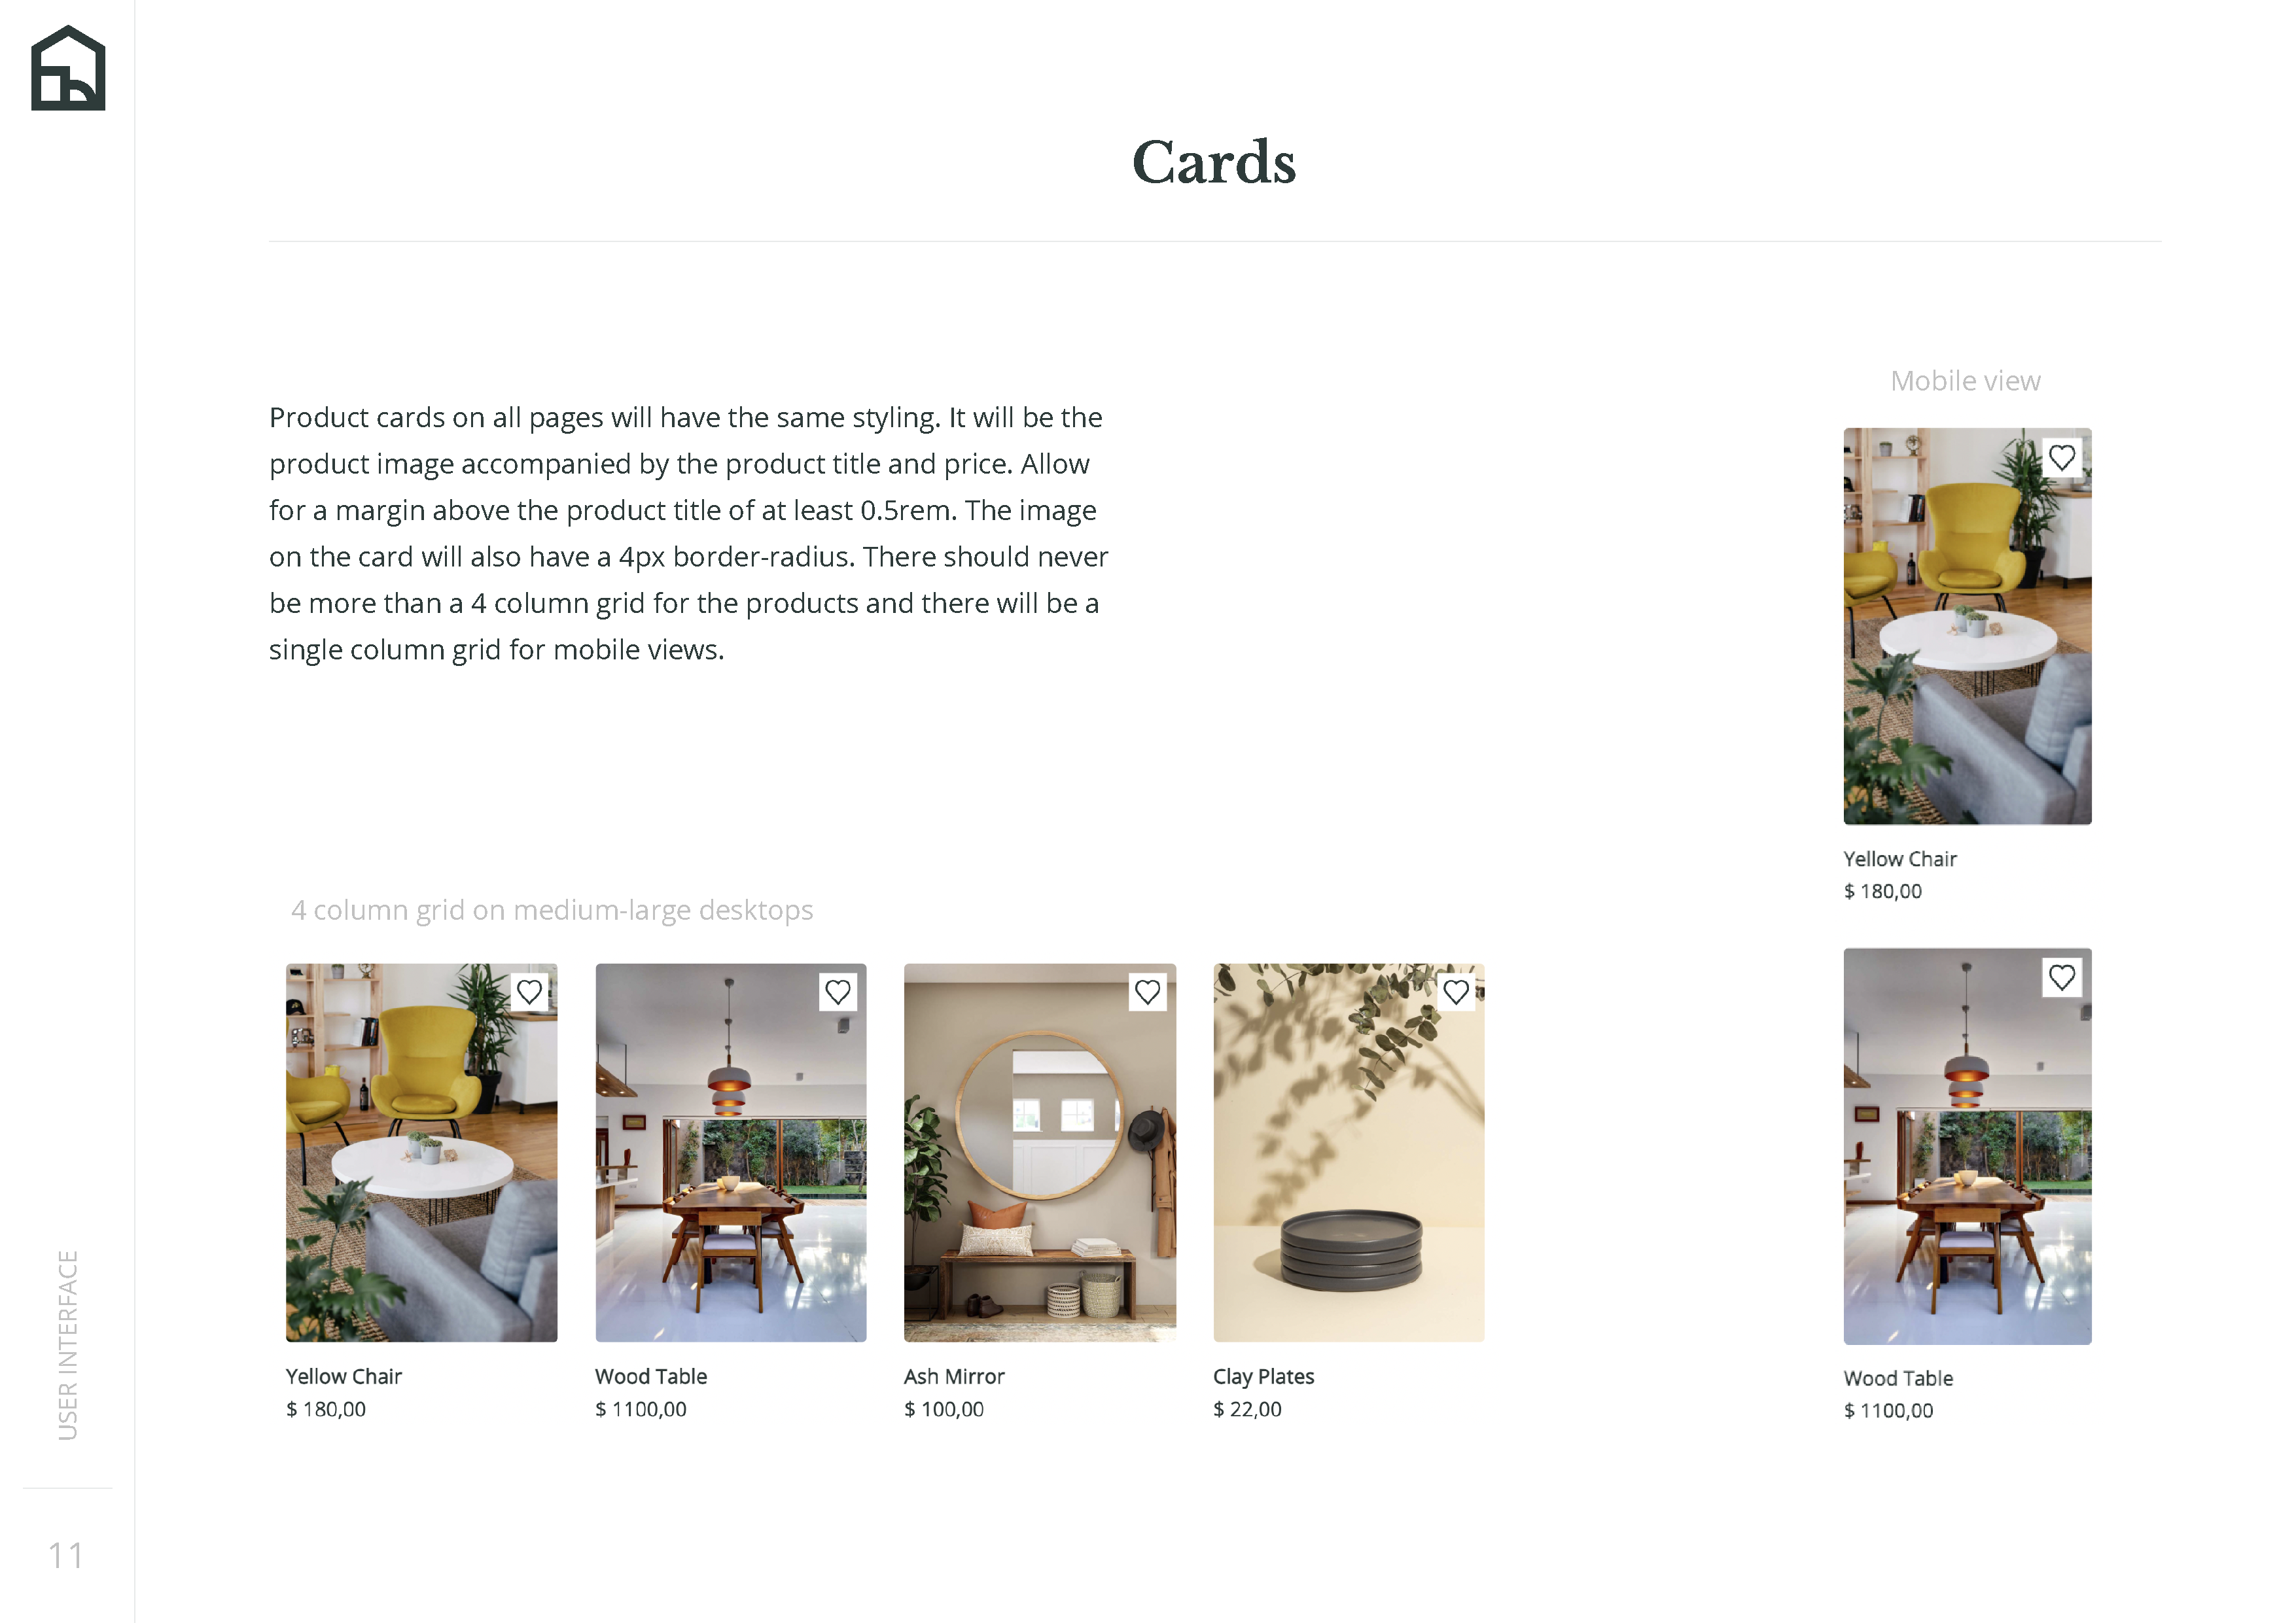 Cards
Product cards on all pages will have the same styling. It will be the
product image accompanied by the product title and price. Allow
for a margin above the product title of at least 0.5rem. The image
on the card will also have a 4px border-radius. There should never
be more than a 4 column grid for the products and there will be a
single column grid for mobile views.
4 column grid on medium-large desktops
Yellow Chair
$ 180,00
Wood Table
$ 1100,00
Ash Mirror
$ 100,00
Clay Plates
$ 22,00
Mobile view
Yellow Chair
$ 180,00
Wood Table
$ 1100,00
USER INTERFACE
11